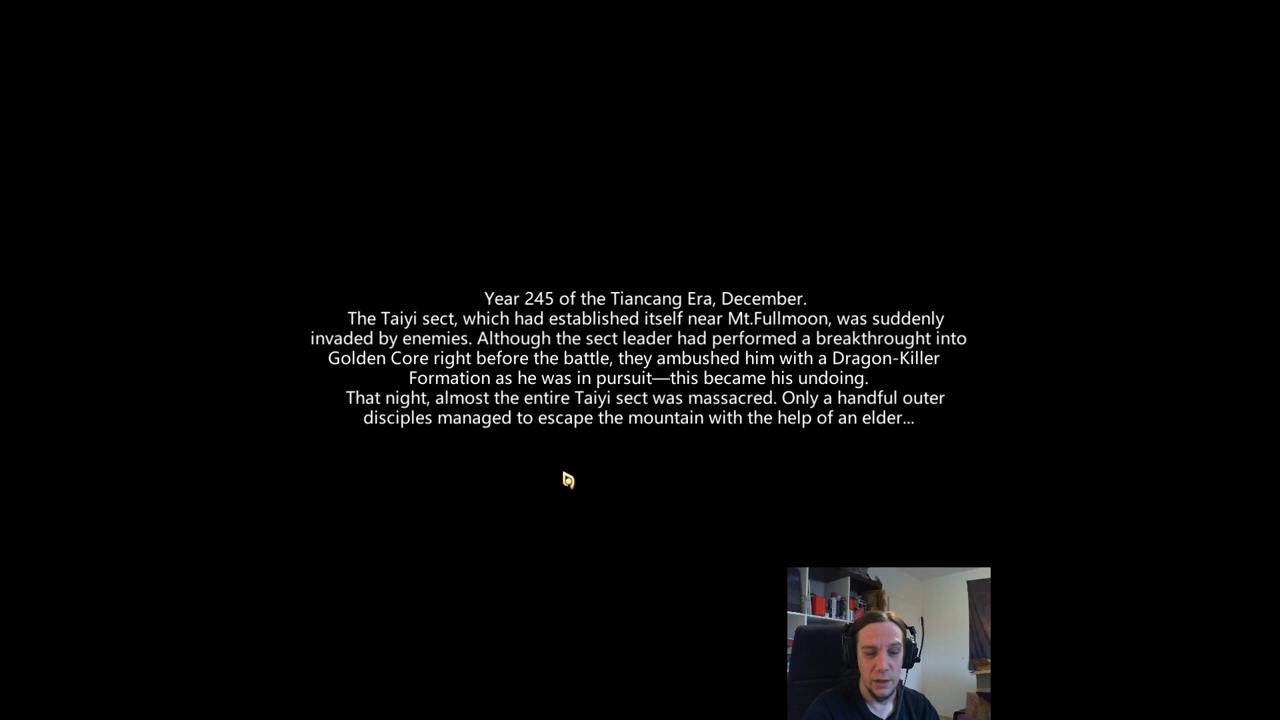 Year 245 of the Tiancang Era, December.
The Taiyi sect, which had established itself near Mt.Fullmoon, was suddenly
invaded by enemies. Although the sect leader had performed a breakthrought into
Golden Core right before the battle, they ambushed him with a Dragon-Killer
Formation as he was in pursuit—this became his undoing.
That night, almost the entire Taiyi sect was massacred. Only a handful outer
disciples managed to escape the mountain with the help of an elder...